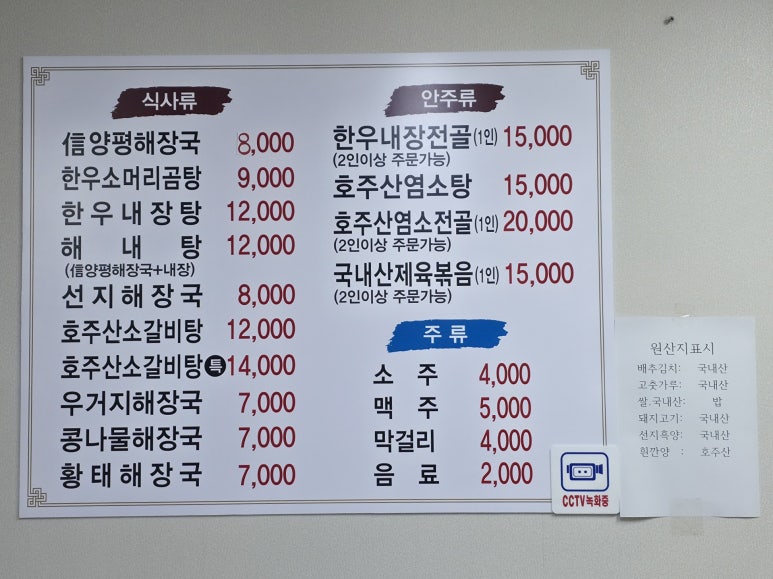 식사류
信양평해장국 8,000
한우소머리곰탕 9,000
한우내장탕 12,000
해 내 탕 12,000
(信양평해장국+내장)
선지해장국 8,000
호주산소갈비탕 12,000
호주산소갈비탕 특 14,000
우거지해장국 7,000
콩나물해장국 7,000
황태해장국 7,000
안주류
한우내장전골(1인) 15,000
(2인이상 주문가능)
호주산염소탕 15,000
호주산염소전골(1인) 20,000
(2인이상 주문가능)
국내산제육볶음(1인) 15,000
(2인이상 주문가능)
주 류
소 주 4,000
맥 주 5,000
막걸리 4,000
음 료 2,000
CCTV녹화중
원산지표시
배추김치: 국내산
고춧가루: 국내산
쌀.국내산: 밥
돼지고기: 국내산
선지흑양: 국내산
흰깐양 : 호주산